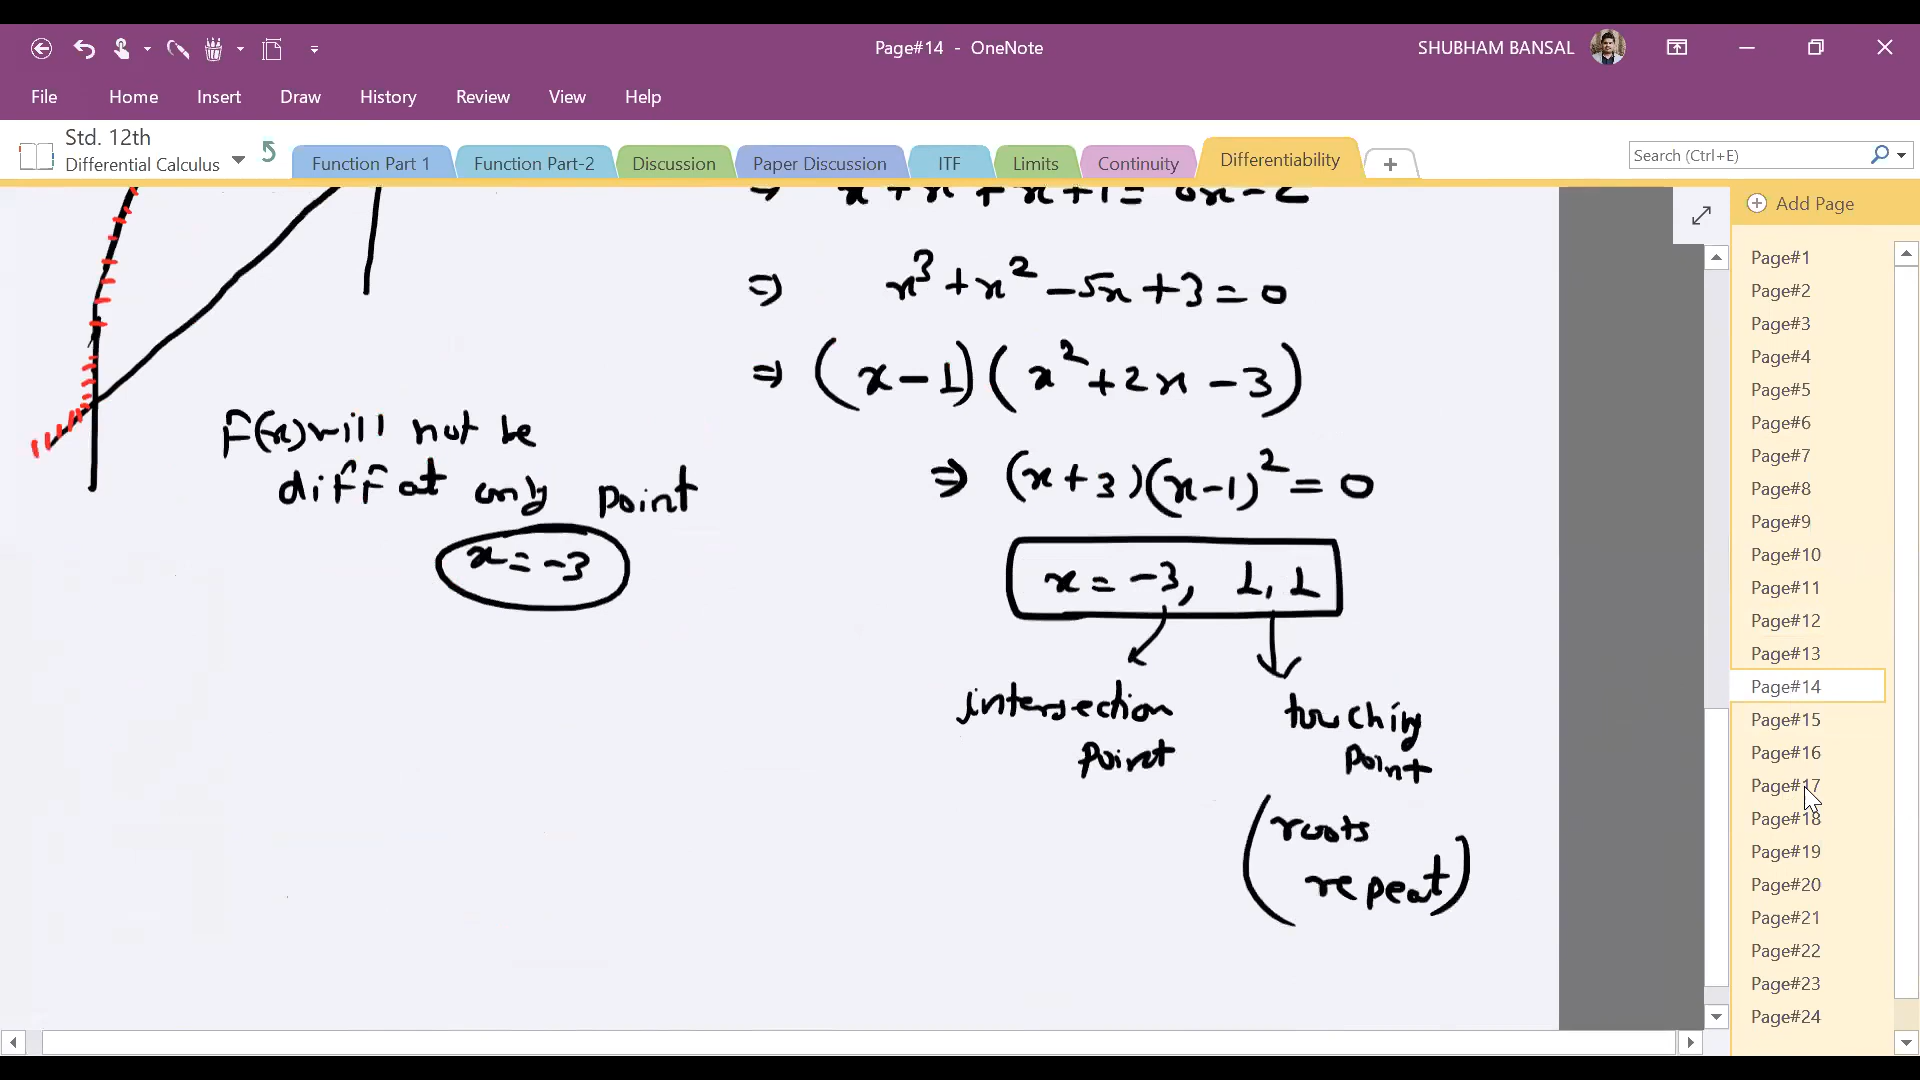 Page#14 - OneNote
SHUBHAM BANSAL
File Home Insert Draw History Review View Help
Std. 12th
Differential Calculus
Function Part 1
Function Part-2
Discussion
Paper Discussion
ITF
Limits
Continuity
Differentiability
Search (Ctrl+E)
Add Page
⇒ x³ + x² - 5x + 3 = 0
⇒ (x - 1)(x² + 2x - 3)
⇒ (x + 3)(x - 1)² = 0
x = -3, 1, 1
intersection
point
touching
point
(roots
repeat)
F(x) will not be
diff at only point
x = -3
Page#1
Page#2
Page#3
Page#4
Page#5
Page#6
Page#7
Page#8
Page#9
Page#10
Page#11
Page#12
Page#13
Page#14
Page#15
Page#16
Page#17
Page#18
Page#19
Page#20
Page#21
Page#22
Page#23
Page#24